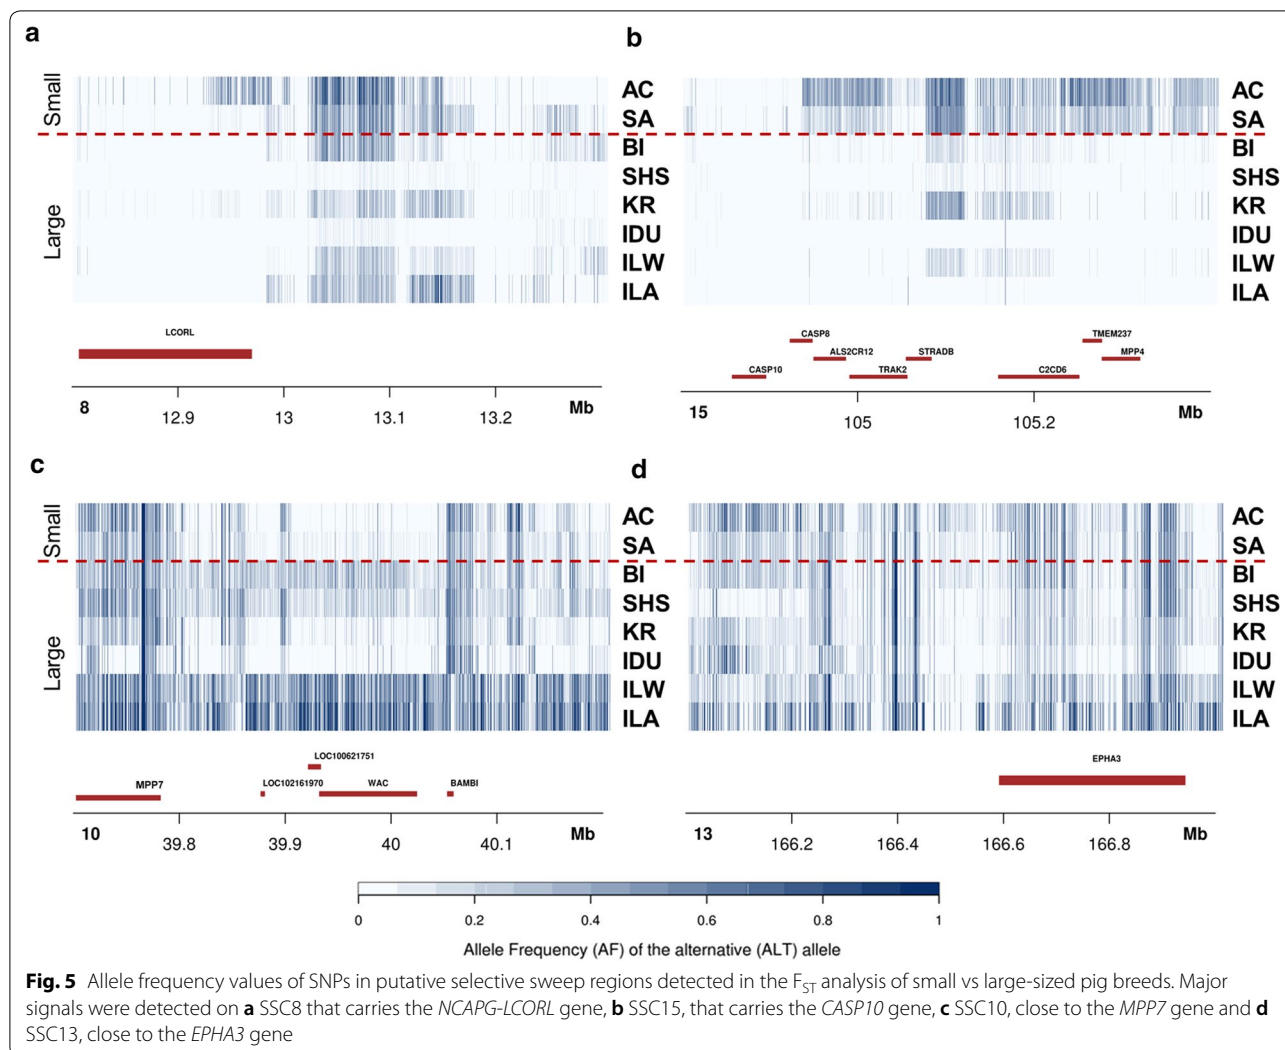 a
b
Small
Large
AC
SA
BI
SHS
KR
IDU
ILW
ILA
LCORL
8
12.9
13
13.1
13.2
Mb
AC
SA
BI
SHS
KR
IDU
ILW
ILA
CASP8
TMEM237
ALS2CR12
STRADB
MPP4
CASP10
TRAK2
C2CD6
15
105
105.2
Mb
c
d
Small
Large
AC
SA
BI
SHS
KR
IDU
ILW
ILA
LOC100621751
MPP7
LOC102161970
WAC
BAMBI
10
39.8
39.9
40
40.1
Mb
AC
SA
BI
SHS
KR
IDU
ILW
ILA
EPHA3
13
166.2
166.4
166.6
166.8
Mb
0
0.2
0.4
0.6
0.8
1
Allele Frequency (AF) of the alternative (ALT) allele
Fig. 5 Allele frequency values of SNPs in putative selective sweep regions detected in the FST analysis of small vs large-sized pig breeds. Major
signals were detected on a SSC8 that carries the NCAPG-LCORL gene, b SSC15, that carries the CASP10 gene, c SSC10, close to the MPP7 gene and d
SSC13, close to the EPHA3 gene